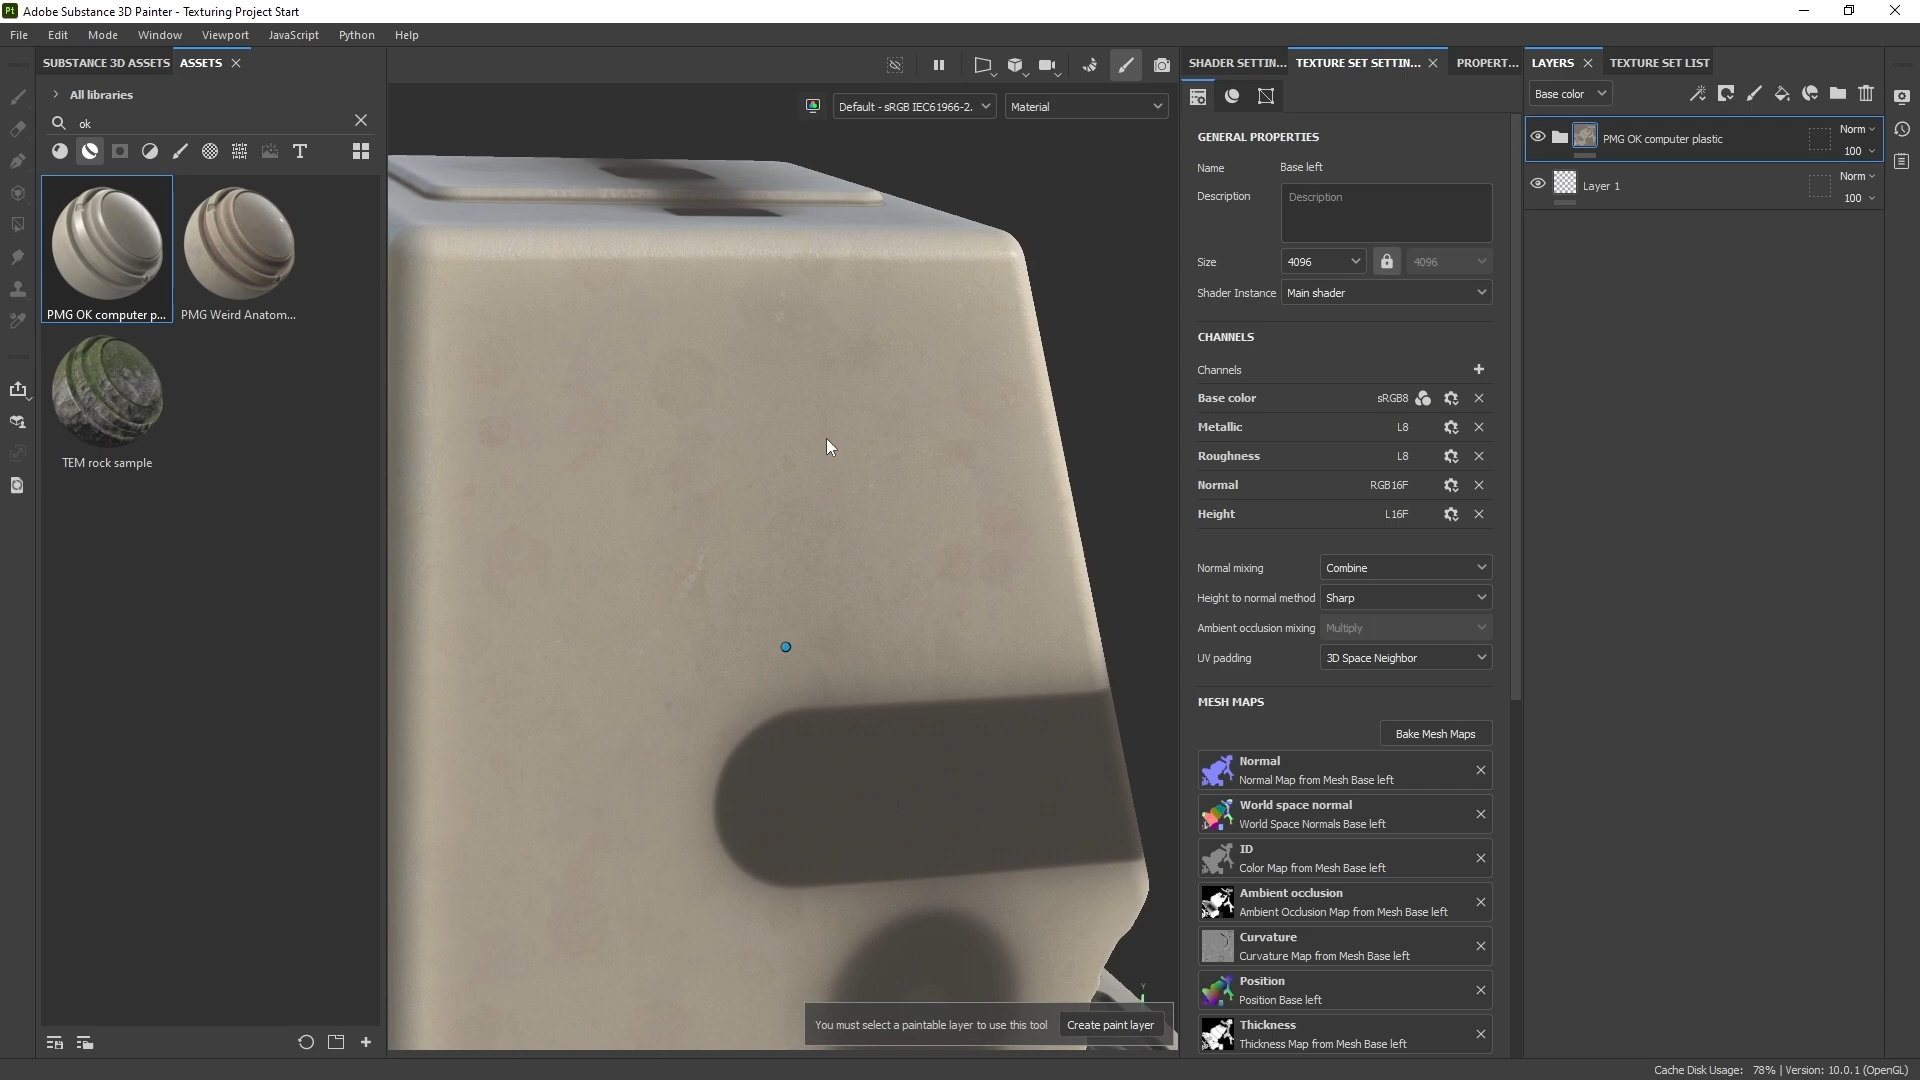 Pt Adobe Substance 3D Painter - Texturing Project Start
File Edit Mode Window Viewport JavaScript Python Help
SUBSTANCE 3D ASSETS ASSETS
All libraries
ok
PMG OK computer p... PMG Weird Anatom...
TEM rock sample
Default - sRGB IEC61966-2. Material
You must select a paintable layer to use this tool Create paint layer
Y
SHADER SETTIN... TEXTURE SET SETTIN... PROPERT...
GENERAL PROPERTIES
Name Base left
Description Description
Size 4096 4096
Shader Instance Main shader
CHANNELS
Channels
Base color sRGB8
Metallic L8
Roughness L8
Normal RGB16F
Height L16F
Normal mixing Combine
Height to normal method Sharp
Ambient occlusion mixing Multiply
UV padding 3D Space Neighbor
MESH MAPS
Bake Mesh Maps
Normal
Normal Map from Mesh Base left
World space normal
World Space Normals Base left
ID
Color Map from Mesh Base left
Ambient occlusion
Ambient Occlusion Map from Mesh Base left
Curvature
Curvature Map from Mesh Base left
Position
Position Base left
Thickness
Thickness Map from Mesh Base left
LAYERS TEXTURE SET LIST
Base color
PMG OK computer plastic Norm
100
Layer 1 Norm
100
Cache Disk Usage: 78% | Version: 10.0.1 (OpenGL)